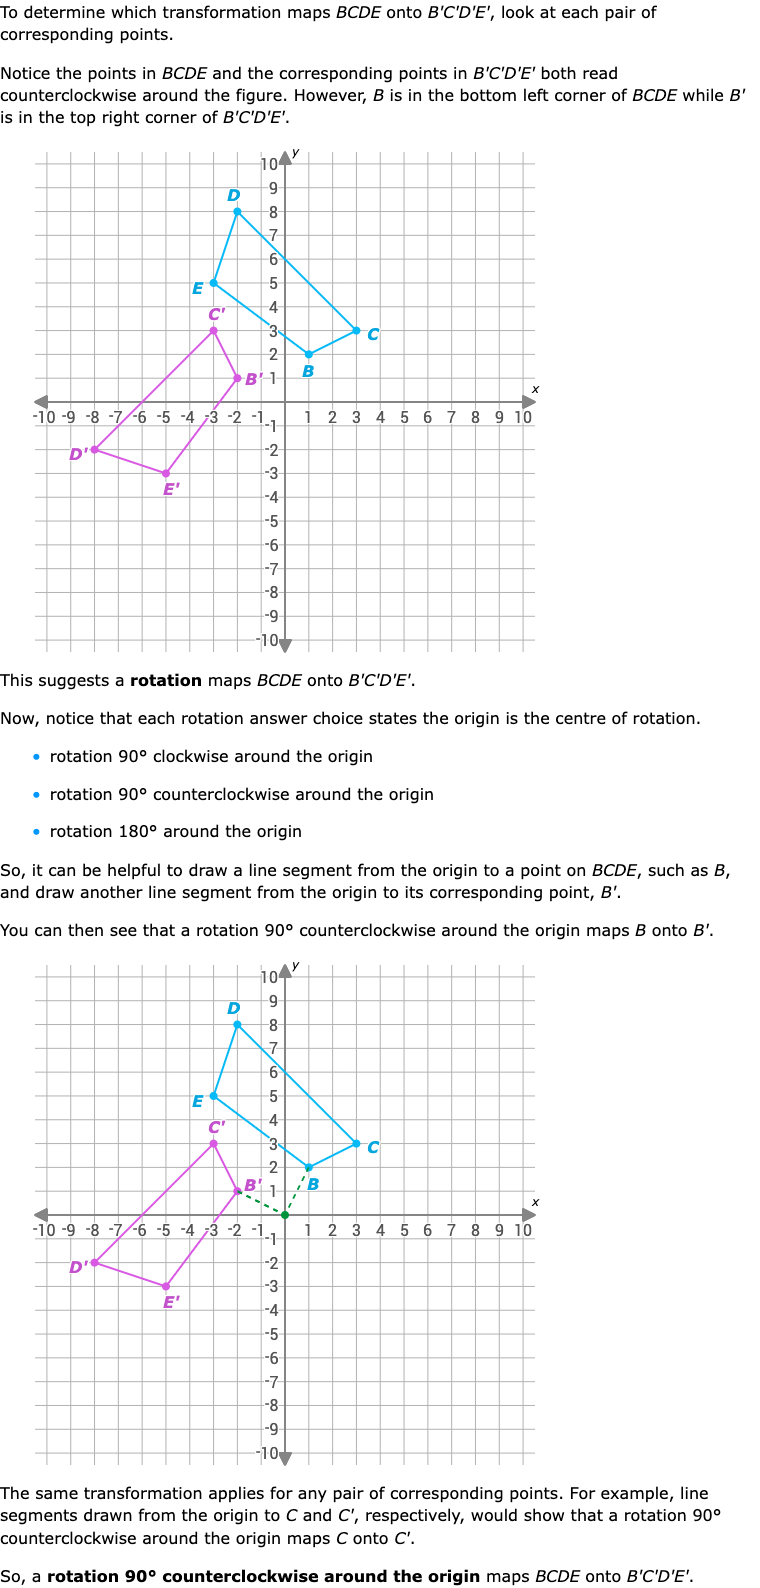 To determine which transformation maps BCDE onto B'C'D'E', look at each pair of
corresponding points.
Notice the points in BCDE and the corresponding points in B'C'D'E' both read
counterclockwise around the figure. However, B is in the bottom left corner of BCDE while B'
is in the top right corner of B'C'D'E'.
y
10
9
D
8
7
6
5
E
4
C'
3
C
2
B
B'
1
x
-10 -9 -8 -7 -6 -5 -4 -3 -2 -1 1 2 3 4 5 6 7 8 9 10
-1
-2
D'
-3
E'
-4
-5
-6
-7
-8
-9
-10
This suggests a rotation maps BCDE onto B'C'D'E'.
Now, notice that each rotation answer choice states the origin is the centre of rotation.
• rotation 90° clockwise around the origin
• rotation 90° counterclockwise around the origin
• rotation 180° around the origin
So, it can be helpful to draw a line segment from the origin to a point on BCDE, such as B,
and draw another line segment from the origin to its corresponding point, B'.
You can then see that a rotation 90° counterclockwise around the origin maps B onto B'.
y
10
9
D
8
7
6
5
E
4
C'
3
C
2
B'
1
B
x
-10 -9 -8 -7 -6 -5 -4 -3 -2 -1 1 2 3 4 5 6 7 8 9 10
-1
-2
D'
-3
E'
-4
-5
-6
-7
-8
-9
-10
The same transformation applies for any pair of corresponding points. For example, line
segments drawn from the origin to C and C', respectively, would show that a rotation 90°
counterclockwise around the origin maps C onto C'.
So, a rotation 90° counterclockwise around the origin maps BCDE onto B'C'D'E'.